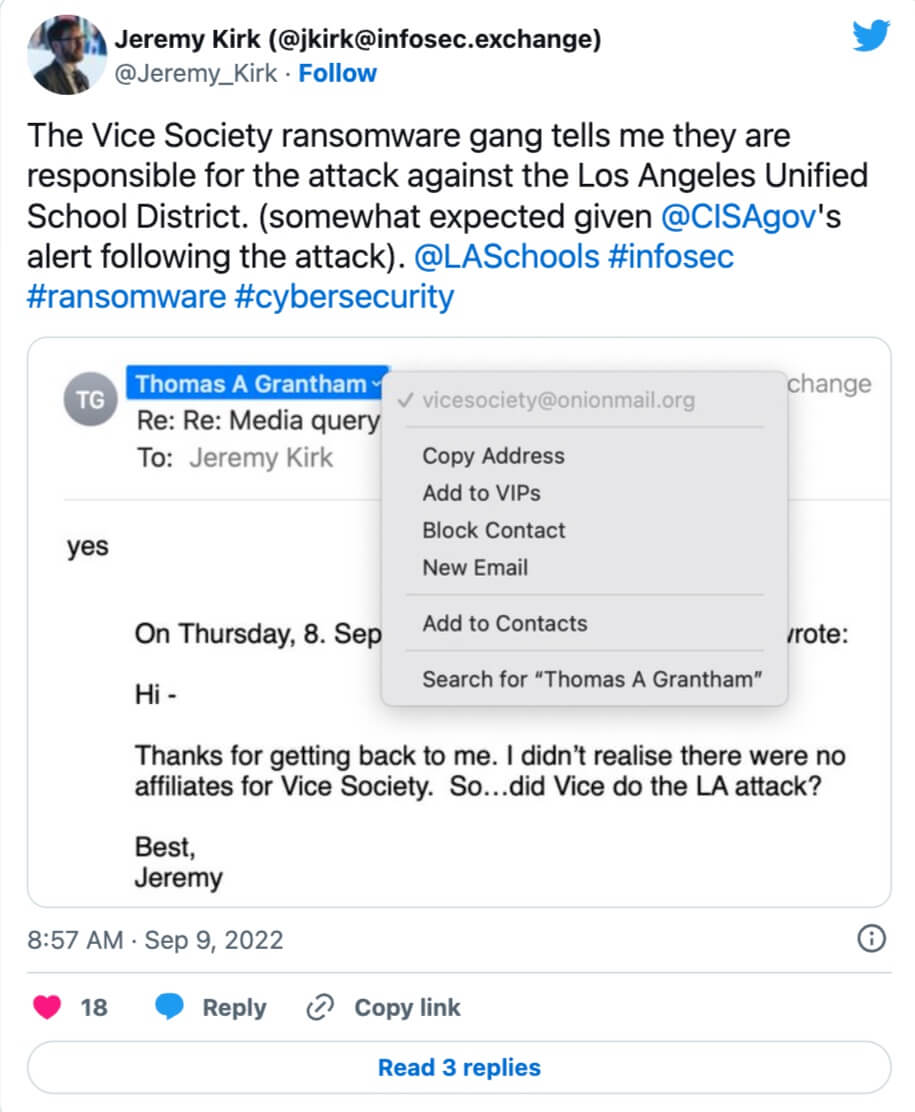 Jeremy Kirk (@jkirk@infosec.exchange)
@Jeremy_Kirk · Follow
The Vice Society ransomware gang tells me they are
responsible for the attack against the Los Angeles Unified
School District. (somewhat expected given @CISAgov's
alert following the attack). @LASchools #infosec
#ransomware #cybersecurity
TG
Thomas A Grantham
change
Re: Re: Media query
To: Jeremy Kirk
✓ vicesociety@onionmail.org
Copy Address
Add to VIPs
Block Contact
New Email
Add to Contacts
Search for “Thomas A Grantham”
yes
On Thursday, 8. Sep
wrote:
Hi -
Thanks for getting back to me. I didn’t realise there were no
affiliates for Vice Society.  So…did Vice do the LA attack?
Best,
Jeremy
8:57 AM · Sep 9, 2022
18 Reply Copy link
Read 3 replies